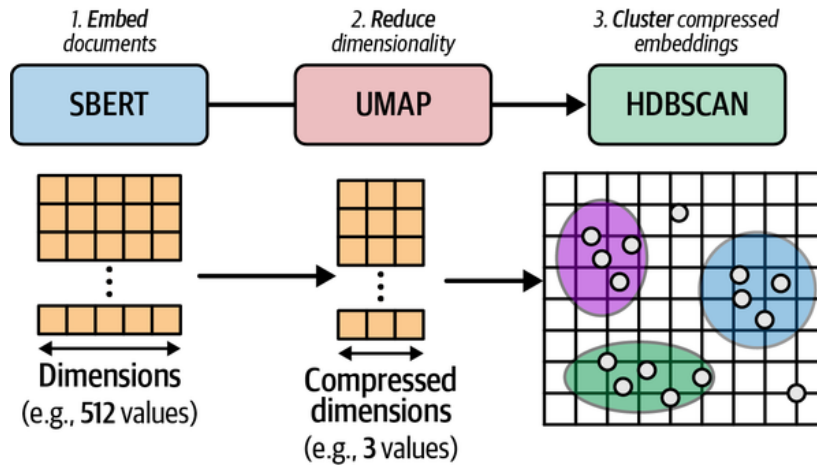 1. Embed
documents
2. Reduce
dimensionality
3. Cluster compressed
embeddings
SBERT
UMAP
HDBSCAN
Dimensions
(e.g., 512 values)
Compressed
dimensions
(e.g., 3 values)